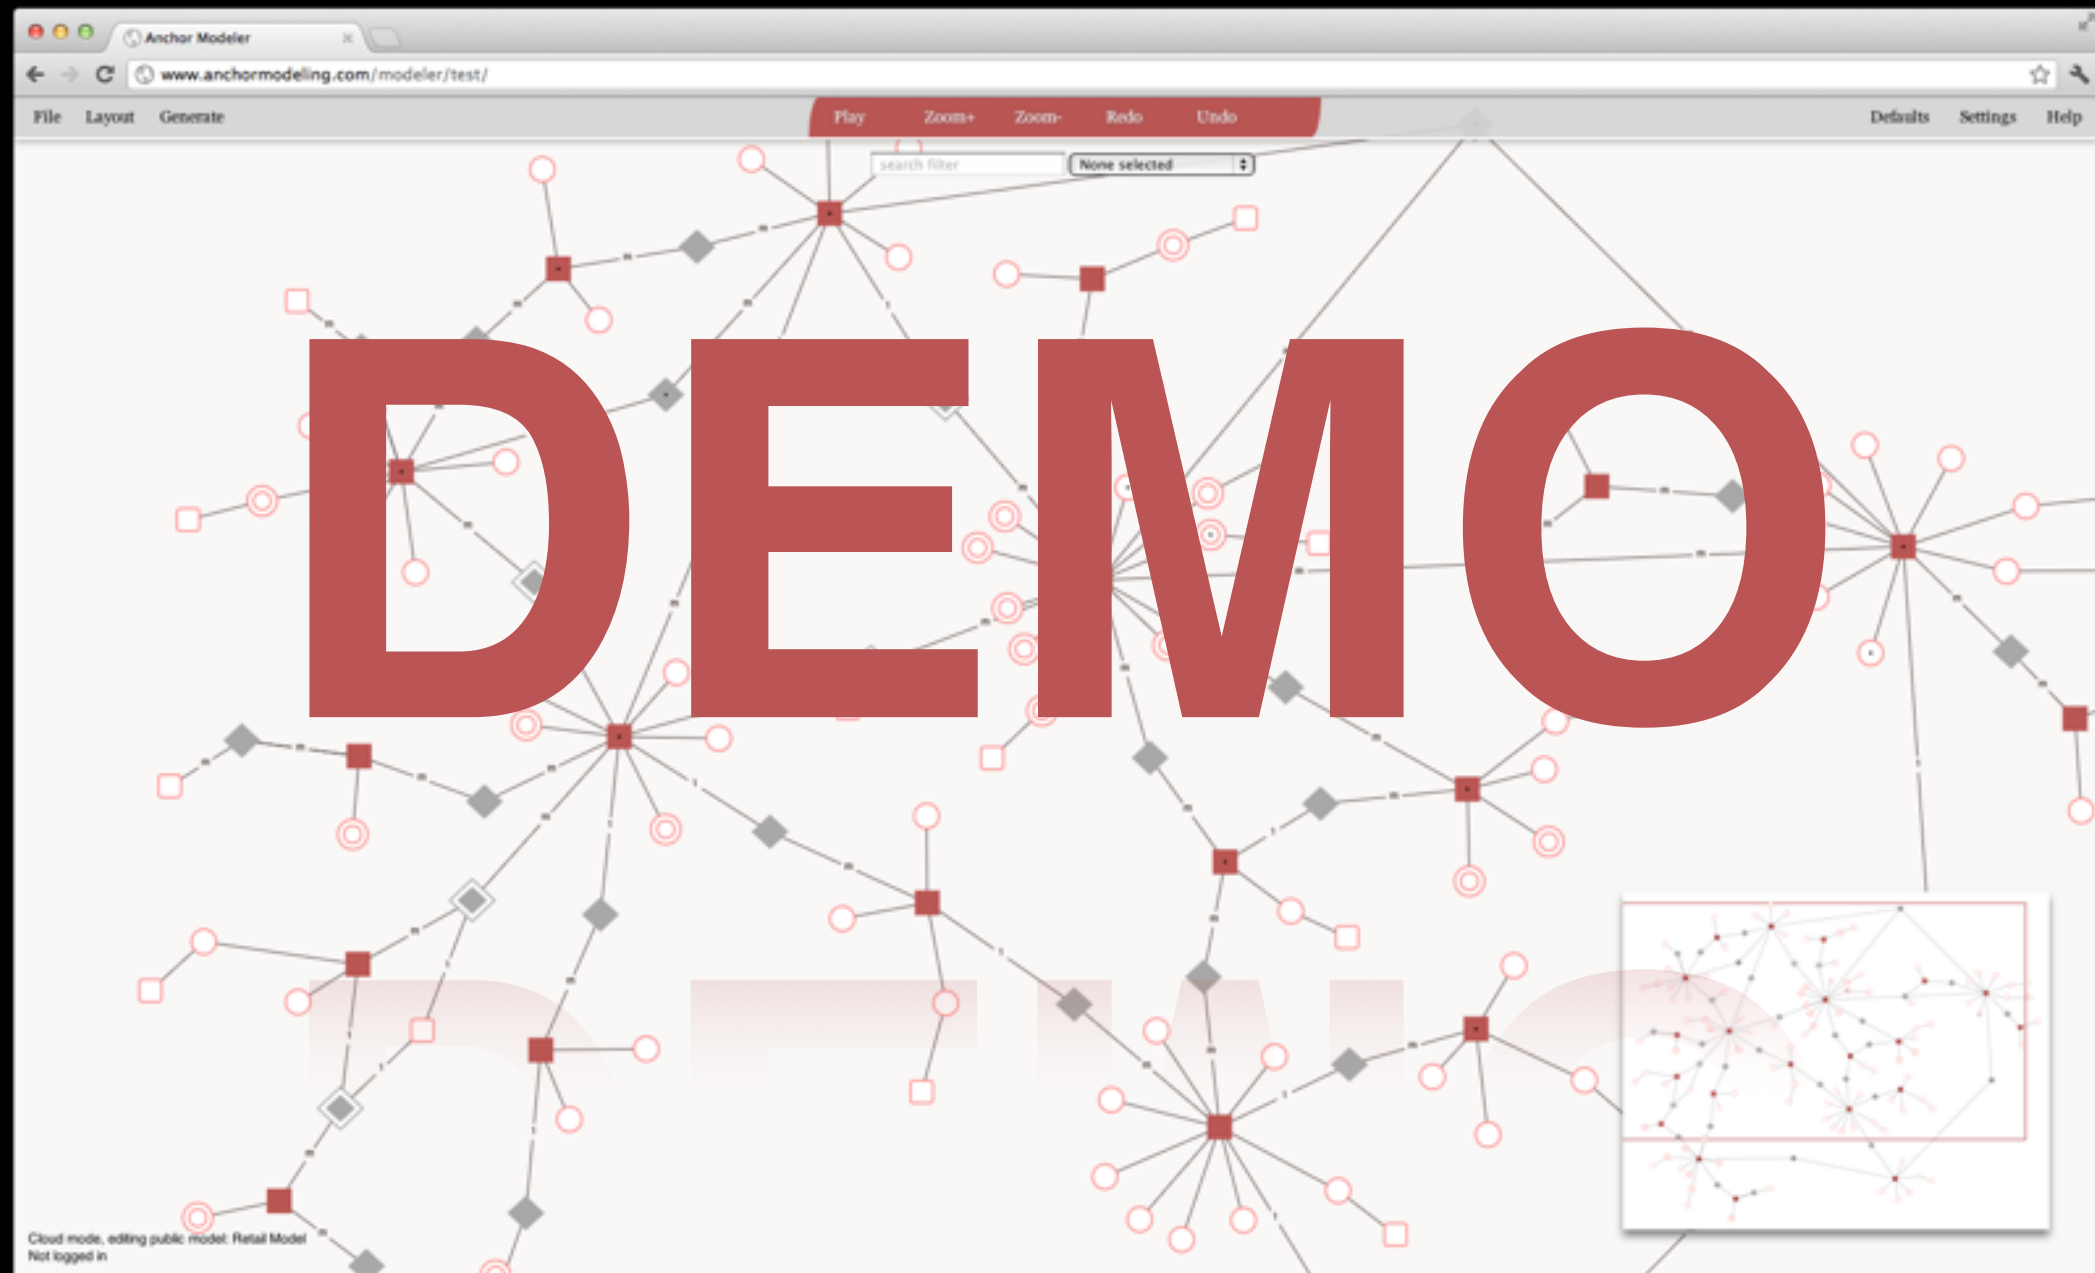 Anchor Modeler
www.anchormodeling.com/modeler/test/
File Layout Generate Play Zoom+ Zoom- Redo Undo Defaults Settings Help
search filter None selected
DEMO
Cloud mode, editing public model: Retail Model
Not logged in